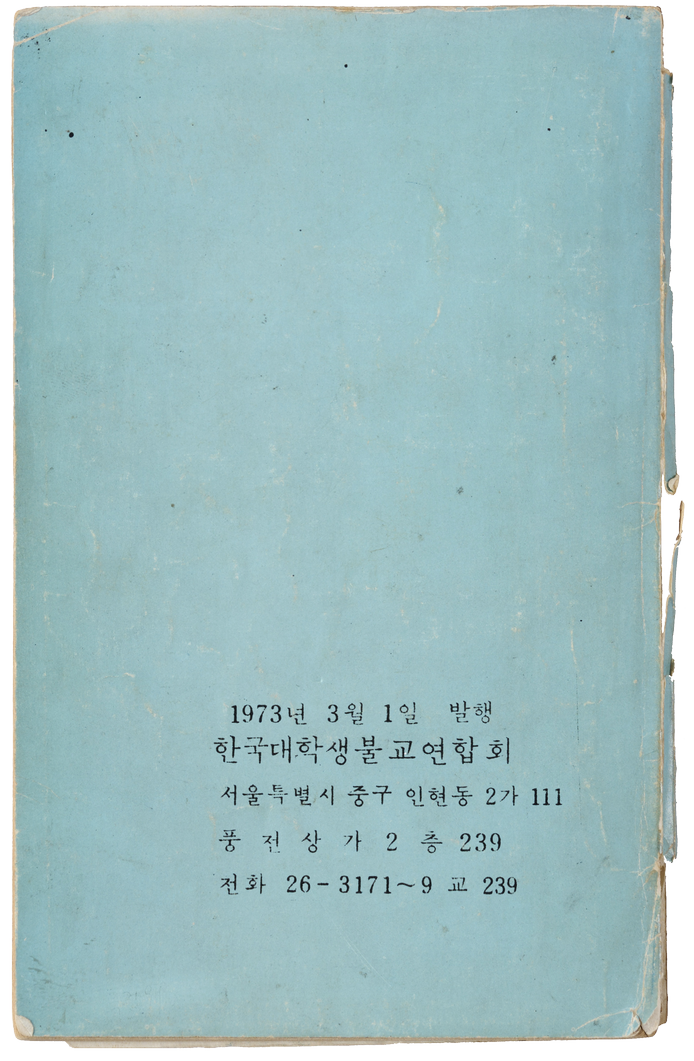 1973년 3월 1일 발행
한국대학생불교연합회
서울특별시 중구 인현동 2가 111
풍전상가 2층 239
전화 26-3171~9 교 239